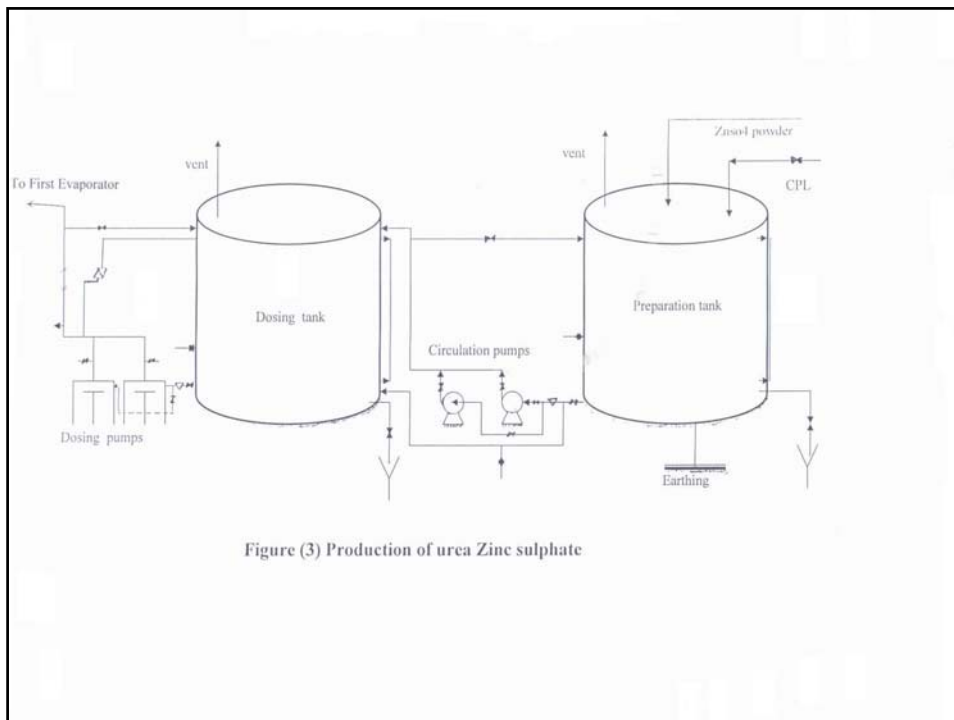 Znso4 powder
vent
vent
CPL
To First Evaporator
Dosing tank
Preparation tank
Circulation pumps
Dosing pumps
Earthing
Figure (3) Production of urea Zinc sulphate